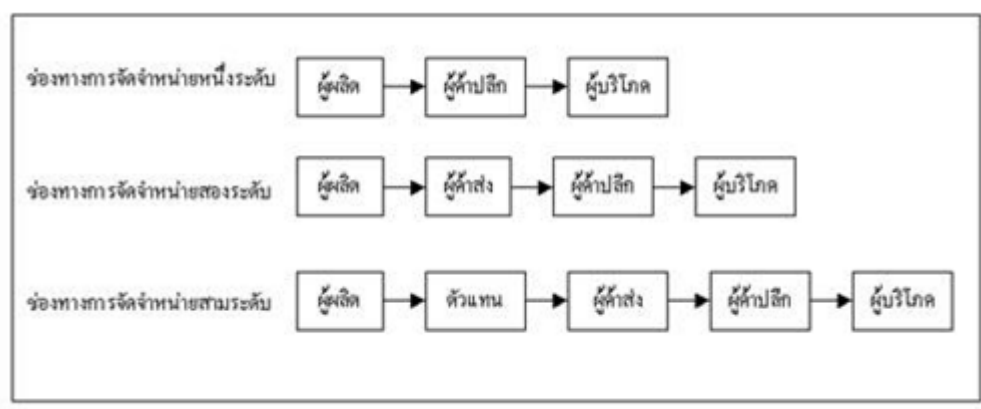 ช่องทางการจัดจำหน่ายหนึ่งระดับ ผู้ผลิต ผู้ค้าปลีก ผู้บริโภค
ช่องทางการจัดจำหน่ายสองระดับ ผู้ผลิต ผู้ค้าส่ง ผู้ค้าปลีก ผู้บริโภค
ช่องทางการจัดจำหน่ายสามระดับ ผู้ผลิต ตัวแทน ผู้ค้าส่ง ผู้ค้าปลีก ผู้บริโภค